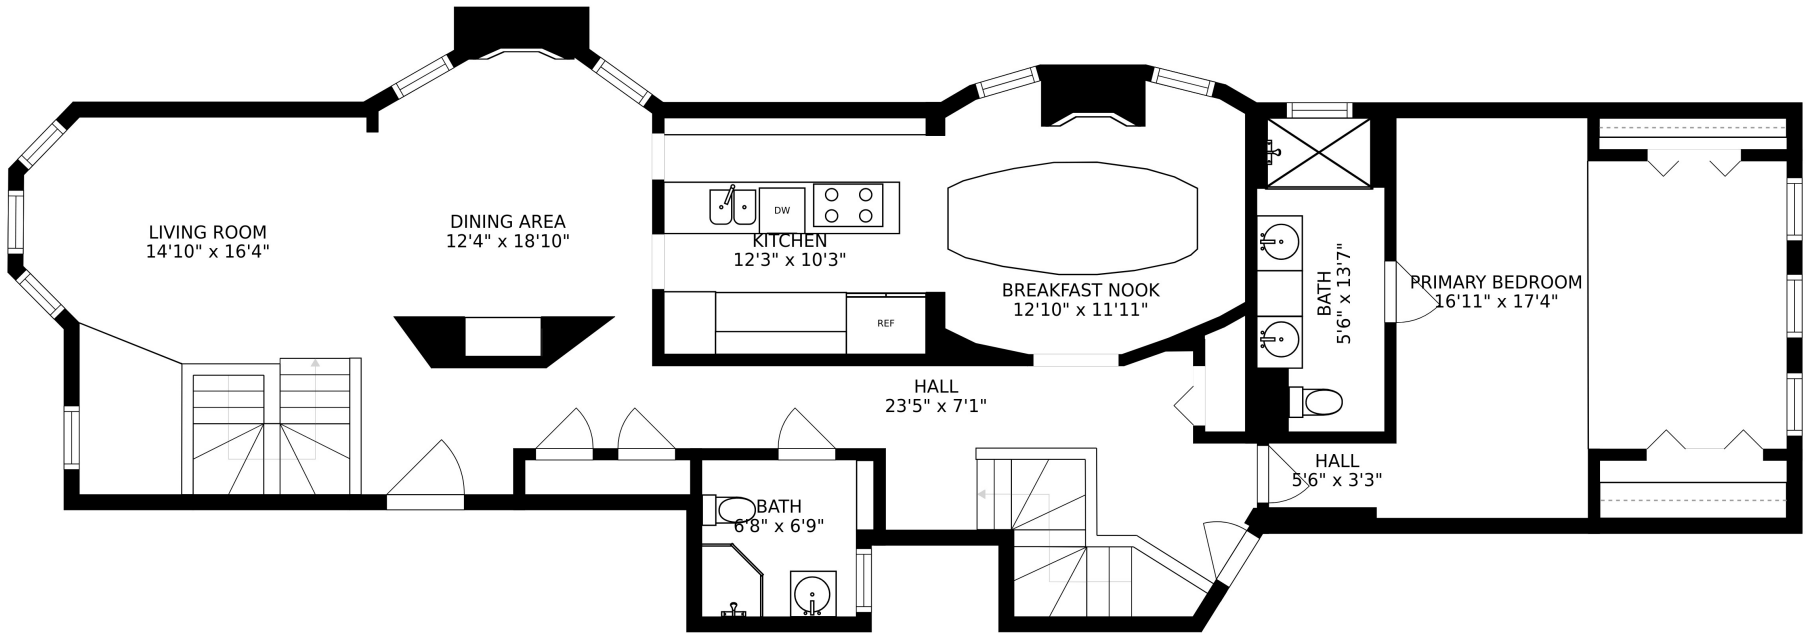 LIVING ROOM
14'10" x 16'4"
DINING AREA
12'4" x 18'10"
DW
KITCHEN
12'3" x 10'3"
REF
BREAKFAST NOOK
12'10" x 11'11"
BATH
5'6" x 13'7"
PRIMARY BEDROOM
16'11" x 17'4"
HALL
23'5" x 7'1"
HALL
5'6" x 3'3"
BATH
6'8" x 6'9"